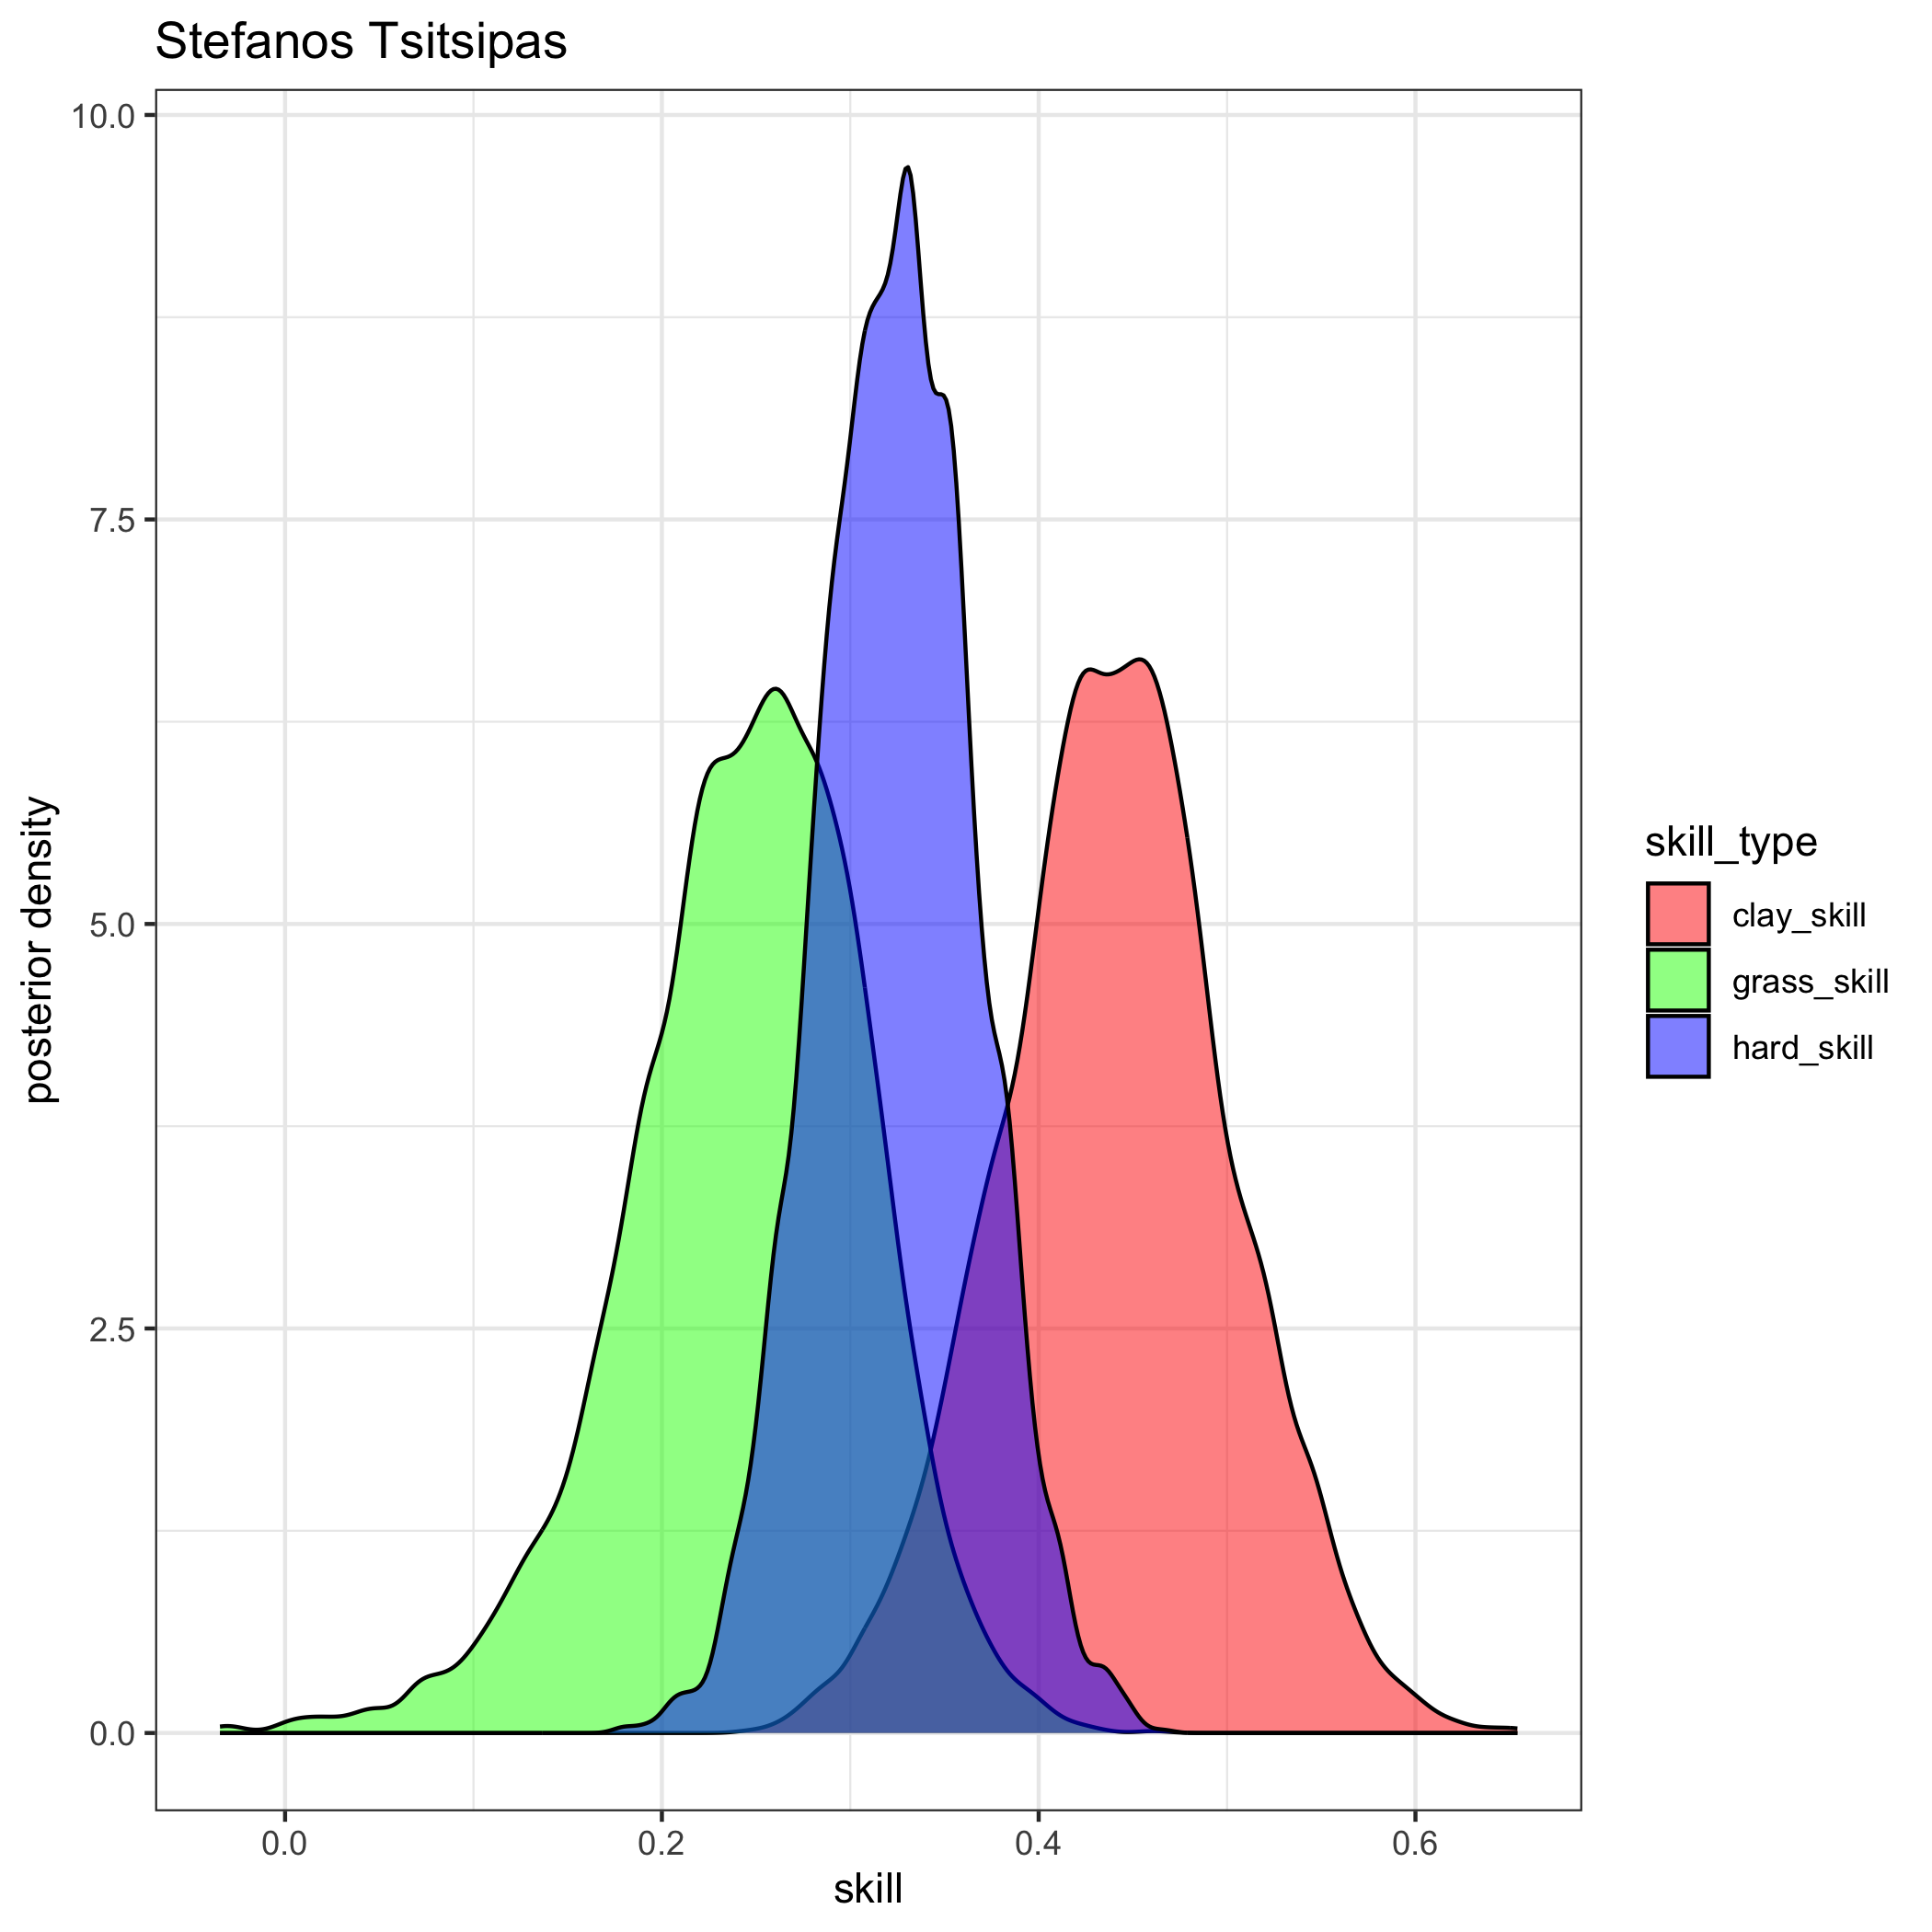 Stefanos Tsitsipas
10.0
7.5
5.0
2.5
0.0
posterior density
0.0
0.2
0.4
0.6
skill
skill_type
clay_skill
grass_skill
hard_skill